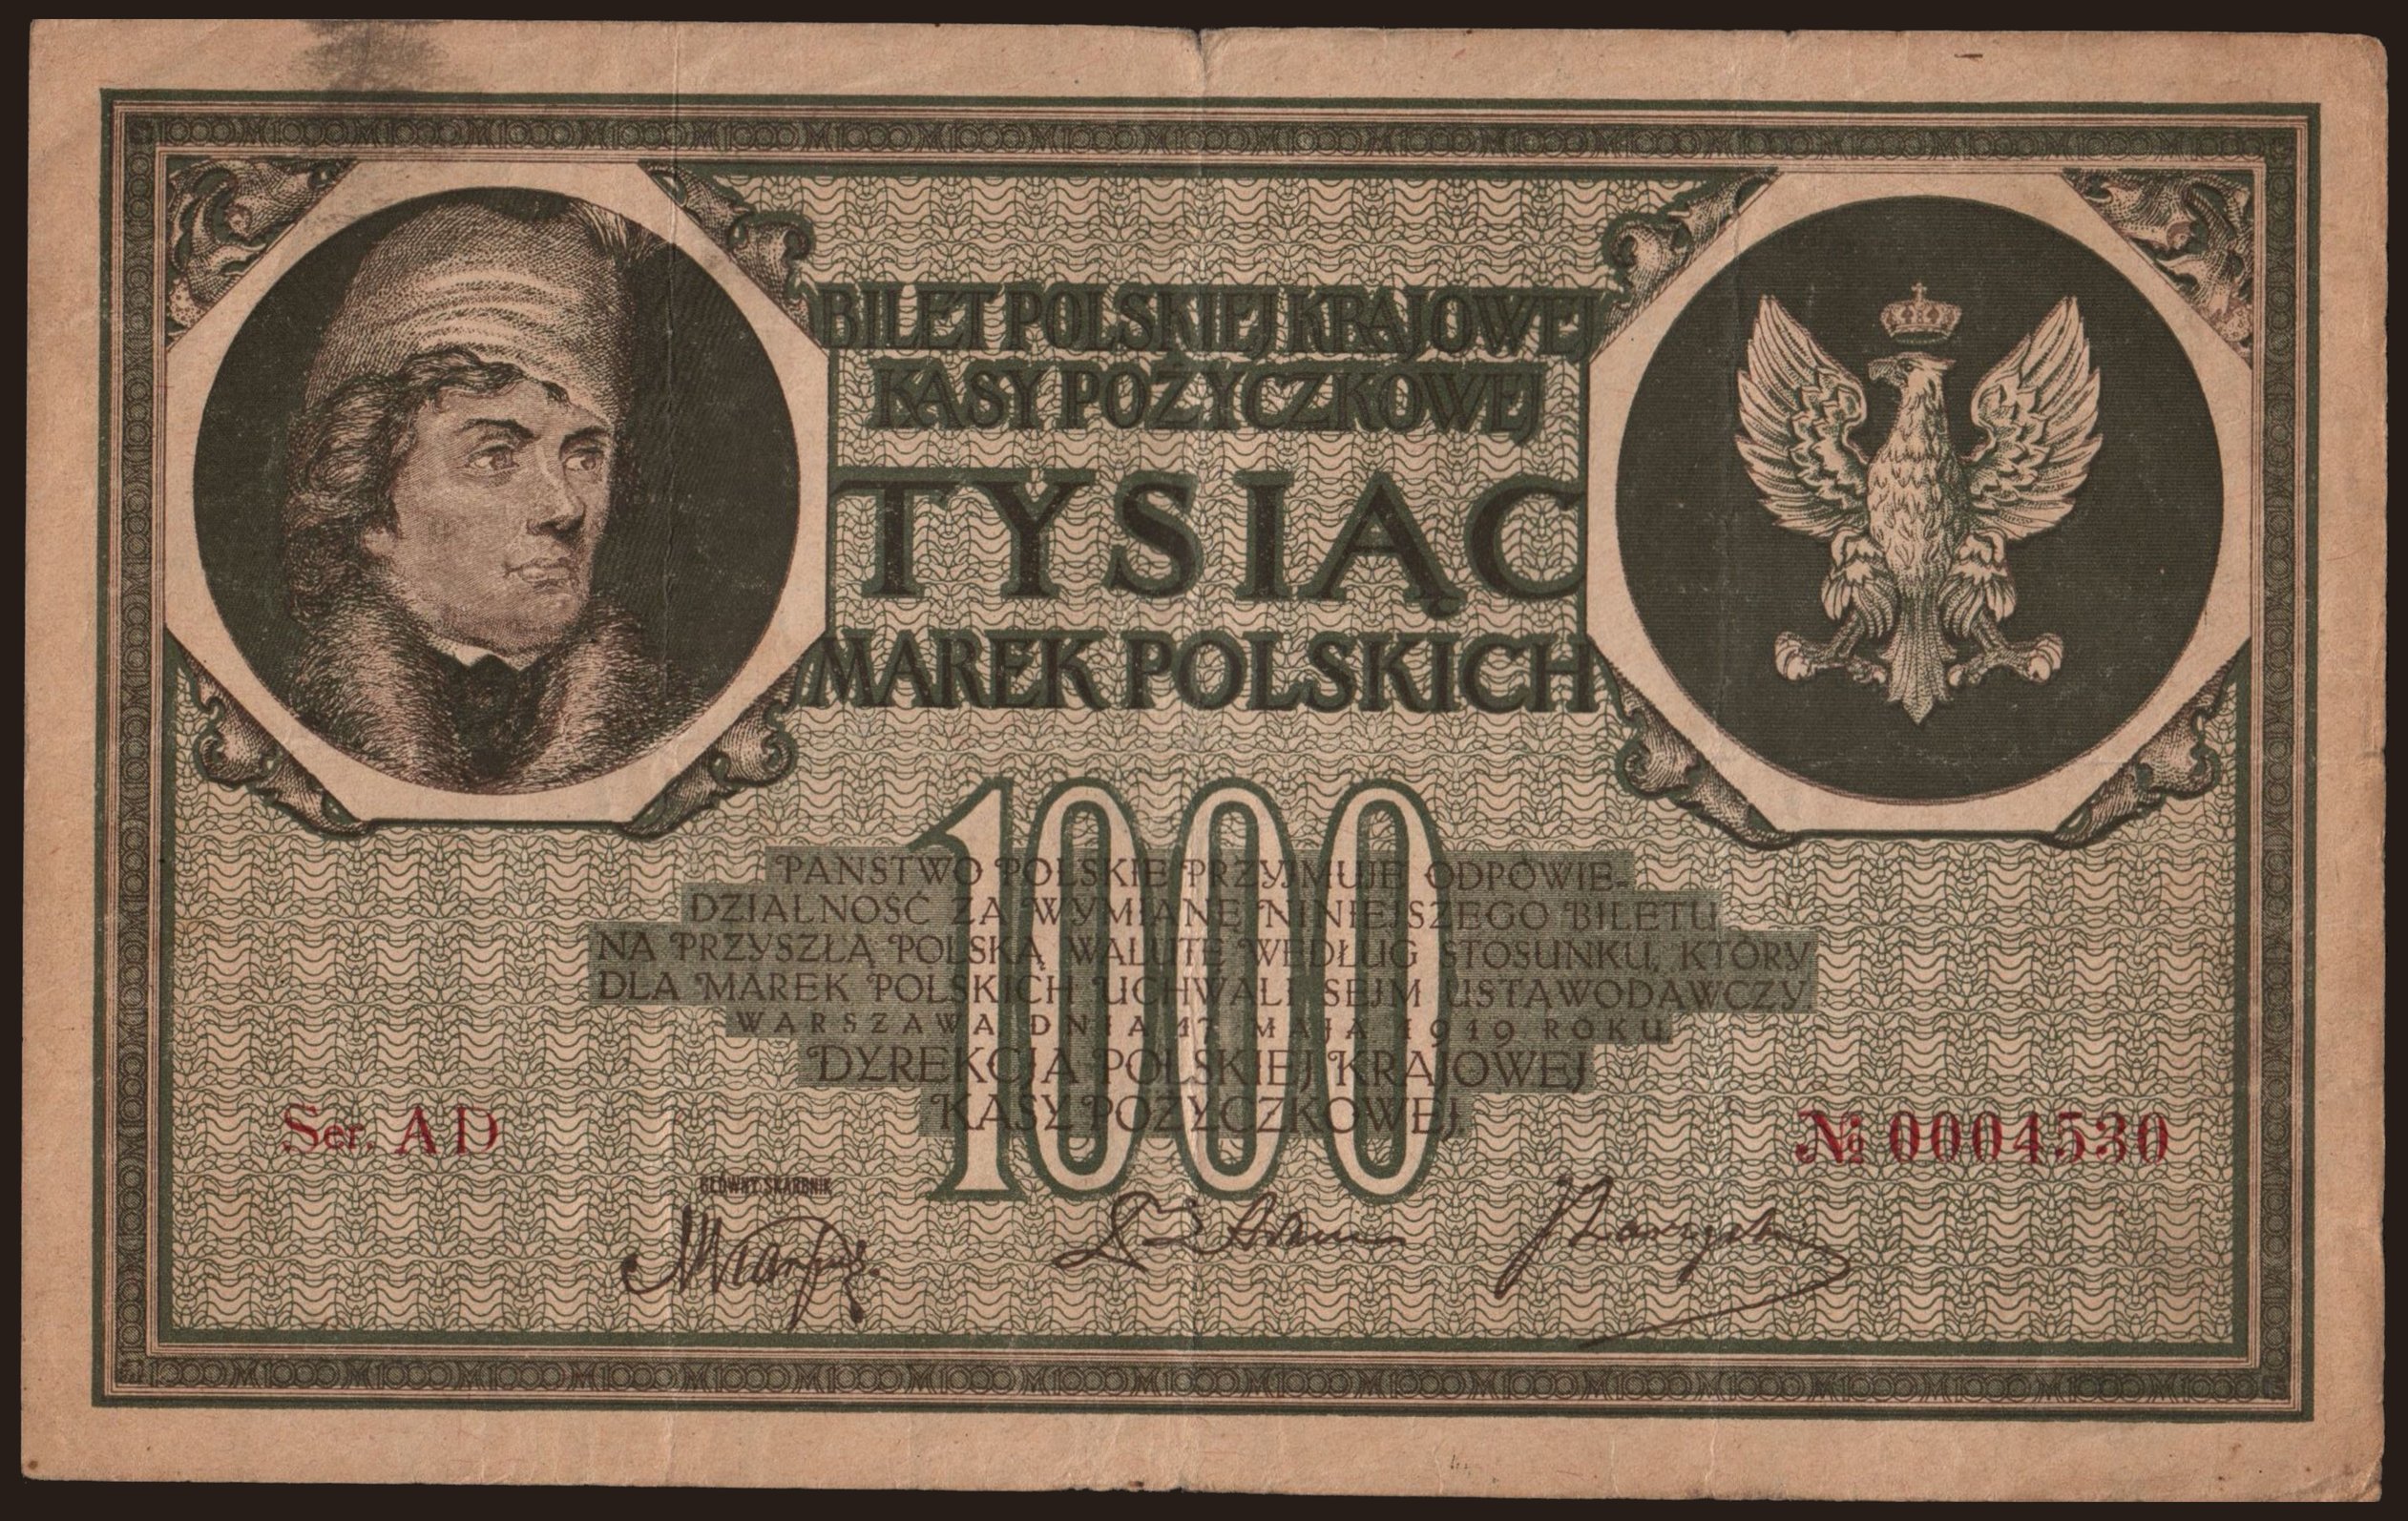 BILET POLSKIEJ KRAJOWEJ
KASY POŻYCZKOWEJ
TYSIĄC
MAREK POLSKICH
1000
PAŃSTWO POLSKIE PRZYJMUJE ODPOWIE-
DZIALNOŚĆ ZA WYMIANĘ NINIEJSZEGO BILETU
NA PRZYSZŁĄ POLSKĄ WALUTĘ WEDŁUG STOSUNKU, KTÓRY
DLA MAREK POLSKICH UCHWALI SEJM USTAWODAWCZY.
WARSZAWA, DNIA 17 MAJA 1919 ROKU.
DYREKCJA POLSKIEJ KRAJOWEJ
KASY POŻYCZKOWEJ.
Ser. AD
№ 0004530
GŁÓWNY SKARBNIK